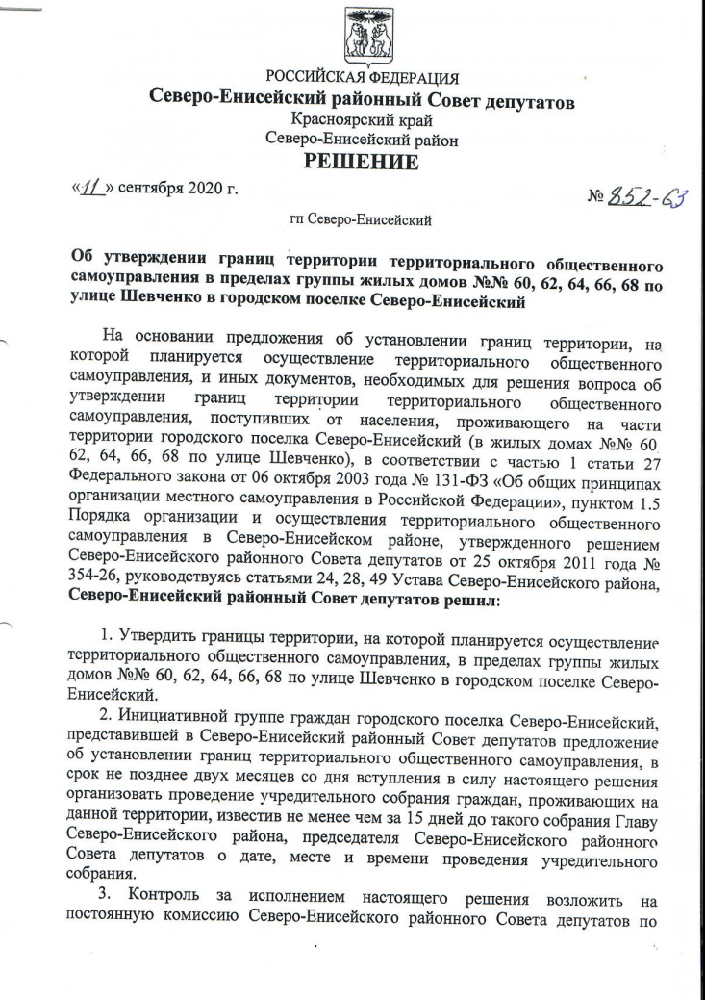 РОССИЙСКАЯ ФЕДЕРАЦИЯ
Северо-Енисейский районный Совет депутатов
Красноярский край
Северо-Енисейский район
РЕШЕНИЕ
«11» сентября 2020 г.
№ 852-63
гп Северо-Енисейский
Об утверждении границ территории территориального общественного
самоуправления в пределах группы жилых домов №№ 60, 62, 64, 66, 68 по
улице Шевченко в городском поселке Северо-Енисейский
На основании предложения об установлении границ территории, на
которой планируется осуществление территориального общественного
самоуправления, и иных документов, необходимых для решения вопроса об
утверждении границ территории территориального общественного
самоуправления, поступивших от населения, проживающего на части
территории городского поселка Северо-Енисейский (в жилых домах №№ 60
62, 64, 66, 68 по улице Шевченко), в соответствии с частью 1 статьи 27
Федерального закона от 06 октября 2003 года № 131-ФЗ «Об общих принципах
организации местного самоуправления в Российской Федерации», пунктом 1.5
Порядка организации и осуществления территориального общественного
самоуправления в Северо-Енисейском районе, утвержденного решением
Северо-Енисейского районного Совета депутатов от 25 октября 2011 года №
354-26, руководствуясь статьями 24, 28, 49 Устава Северо-Енисейского района,
Северо-Енисейский районный Совет депутатов решил:
1. Утвердить границы территории, на которой планируется осуществление
территориального общественного самоуправления, в пределах группы жилых
домов №№ 60, 62, 64, 66, 68 по улице Шевченко в городском поселке Северо-
Енисейский.
2. Инициативной группе граждан городского поселка Северо-Енисейский,
представившей в Северо-Енисейский районный Совет депутатов предложение
об установлении границ территориального общественного самоуправления, в
срок не позднее двух месяцев со дня вступления в силу настоящего решения
организовать проведение учредительного собрания граждан, проживающих на
данной территории, известив не менее чем за 15 дней до такого собрания Главу
Северо-Енисейского района, председателя Северо-Енисейского районного
Совета депутатов о дате, месте и времени проведения учредительного
собрания.
3. Контроль за исполнением настоящего решения возложить на
постоянную комиссию Северо-Енисейского районного Совета депутатов по